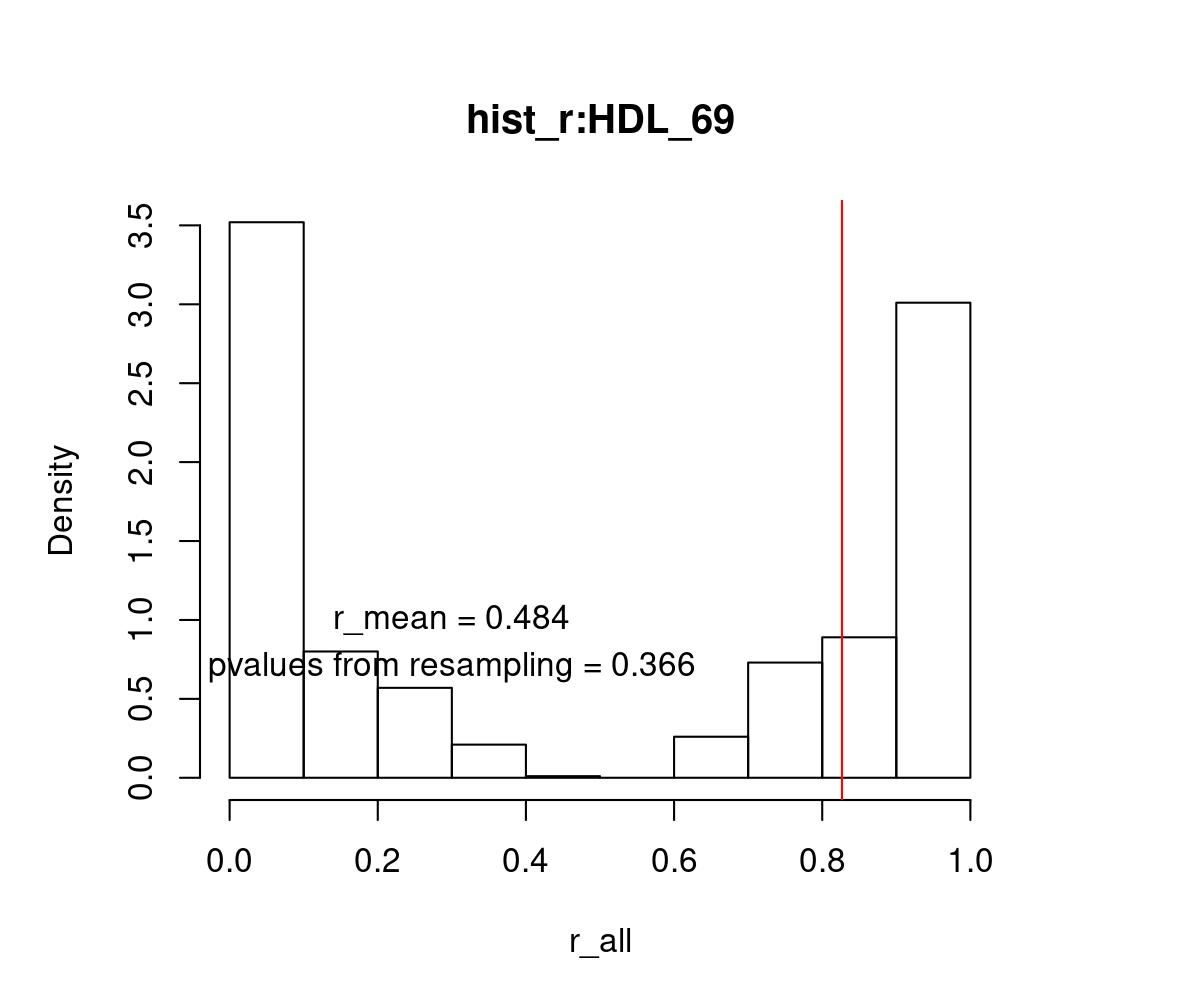 hist_r:HDL_69
Density
3.5
3.0
2.5
2.0
1.5
1.0
0.5
0.0
r_mean = 0.484
pvalues from resampling = 0.366
0.0 0.2 0.4 0.6 0.8 1.0
r_all